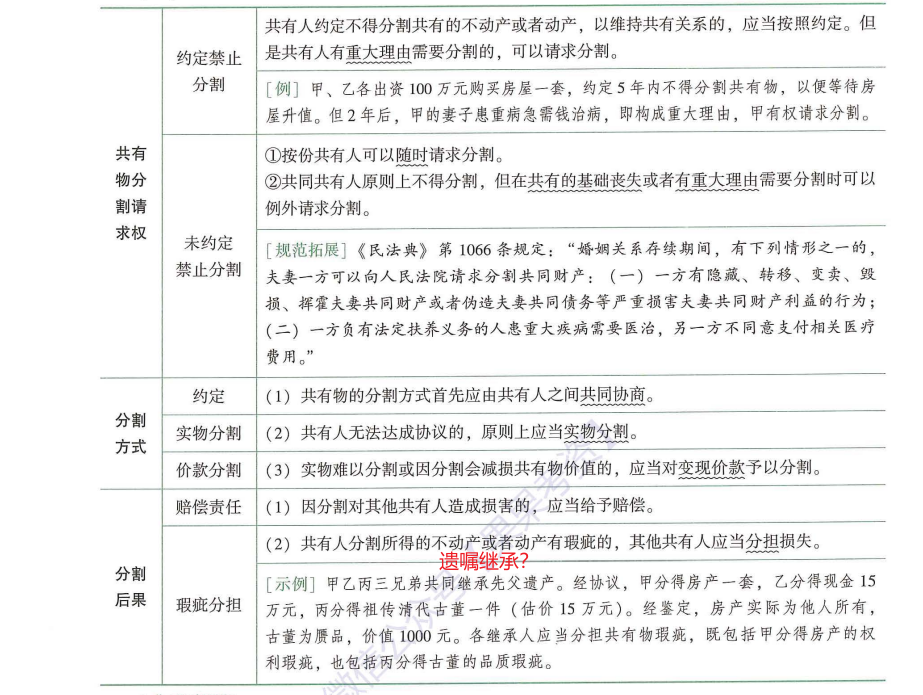 共有人约定不得分割共有的不动产或者动产，以维持共有关系的，应当按照约定。但
是共有人有重大理由需要分割的，可以请求分割。
约定禁止
分割
［例］甲、乙各出资 100 万元购买房屋一套，约定 5 年内不得分割共有物，以便等待房
屋升值。但 2 年后，甲的妻子患重病急需钱治病，即构成重大理由，甲有权请求分割。
共有
物分
割请
求权
①按份共有人可以随时请求分割。
②共同共有人原则上不得分割，但在共有的基础丧失或者有重大理由需要分割时可以
例外请求分割。
未约定
禁止分割
［规范拓展］《民法典》第 1066 条规定：“婚姻关系存续期间，有下列情形之一的，
夫妻一方可以向人民法院请求分割共同财产：（一）一方有隐藏、转移、变卖、毁
损、挥霍夫妻共同财产或者伪造夫妻共同债务等严重损害夫妻共同财产利益的行为；
（二）一方负有法定扶养义务的人患重大疾病需要医治，另一方不同意支付相关医疗
费用。”
分割
方式
约定
（1）共有物的分割方式首先应由共有人之间共同协商。
实物分割
（2）共有人无法达成协议的，原则上应当实物分割。
价款分割
（3）实物难以分割或因分割会减损共有物价值的，应当对变现价款予以分割。
分割
后果
赔偿责任
（1）因分割对其他共有人造成损害的，应当给予赔偿。
瑕疵分担
（2）共有人分割所得的不动产或者动产有瑕疵的，其他共有人应当分担损失。
遗嘱继承？
［示例］甲乙丙三兄弟共同继承先父遗产。经协议，甲分得房产一套，乙分得现金 15
万元，丙分得祖传清代古董一件（估价 15 万元）。经鉴定，房产实际为他人所有，
古董为赝品，价值 1000 元。各继承人应当分担共有物瑕疵，既包括甲分得房产的权
利瑕疵，也包括丙分得古董的品质瑕疵。